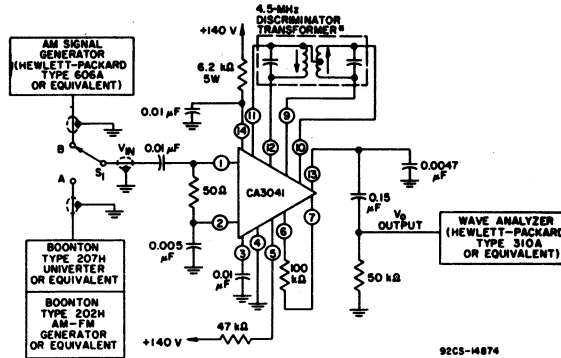 4.5-MHz
DISCRIMINATOR
TRANSFORMER*
+140 V
AM SIGNAL
GENERATOR
(HEWLETT-PACKARD
TYPE 606A
OR EQUIVALENT)
6.2 kΩ
5W
0.01
μF
14
11
12
9
10
13
B
S1
A
VIN
0.01 μF
1
50Ω
2
CA3041
0.0047
μF
0.15
μF
VO
OUTPUT
WAVE ANALYZER
(HEWLETT-PACKARD
TYPE 310A
OR EQUIVALENT)
7
6
5
4
3
0.005
μF
0.01
μF
100
kΩ
50 kΩ
BOONTON
TYPE 207H
UNIVERTER
OR EQUIVALENT
BOONTON
TYPE 202H
AM-FM
GENERATOR
OR EQUIVALENT
47 kΩ
+140 V
92CS-14874